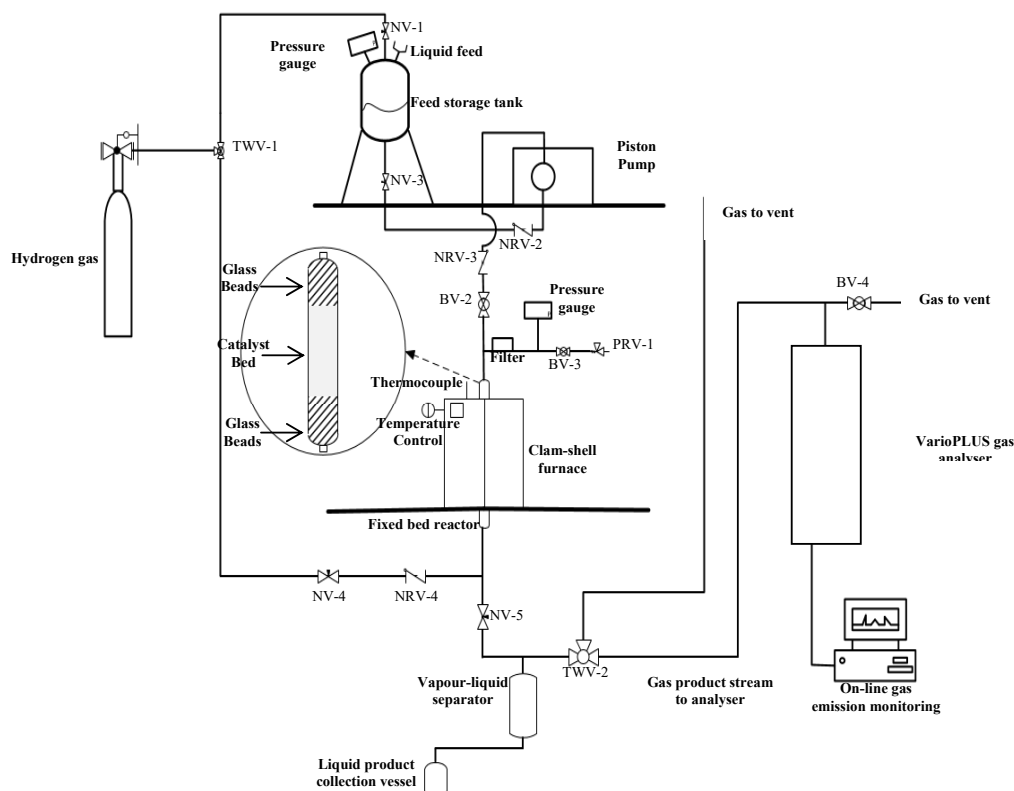 NV-1
Pressure
gauge
Liquid feed
Feed storage tank
TWV-1
Piston
Pump
NV-3
Gas to vent
NRV-2
Hydrogen gas
NRV-3
Glass
Beads
Pressure
gauge
BV-2
BV-4
Gas to vent
Catalyst
Bed
Filter
PRV-1
BV-3
Thermocouple
Glass
Beads
Temperature
Control
Clam-shell
furnace
VarioPLUS gas
analyser
Fixed bed reactor
NV-4
NRV-4
NV-5
TWV-2
Vapour-liquid
separator
Gas product stream
to analyser
On-line gas
emission monitoring
Liquid product
collection vessel